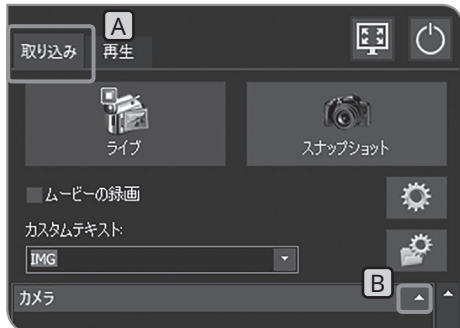 A
取り込み 再生
ライブ スナップショット
ムービーの録画
カスタムテキスト:
IMG
B
カメラ